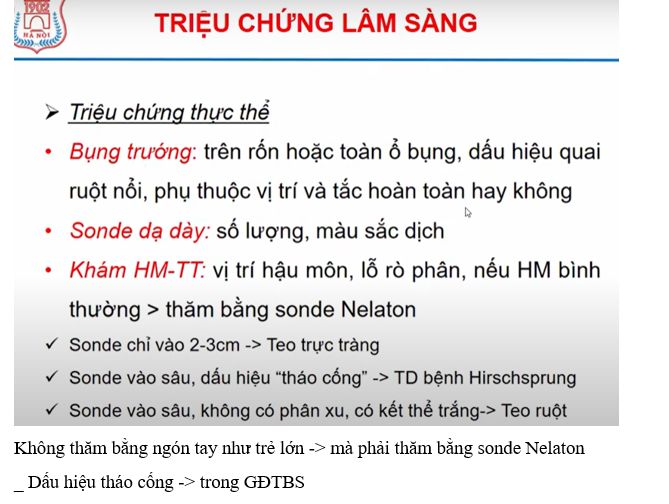 1902
HÀ NỘI
TRIỆU CHỨNG LÂM SÀNG
➢ Triệu chứng thực thể
• Bụng trướng: trên rốn hoặc toàn ổ bụng, dấu hiệu quai
ruột nổi, phụ thuộc vị trí và tắc hoàn toàn hay không
• Sonde dạ dày: số lượng, màu sắc dịch
• Khám HM-TT: vị trí hậu môn, lỗ rò phân, nếu HM bình
thường > thăm bằng sonde Nelaton
✓ Sonde chỉ vào 2-3cm -> Teo trực tràng
✓ Sonde vào sâu, dấu hiệu “tháo cống” -> TD bệnh Hirschsprung
✓ Sonde vào sâu, không có phân xu, có kết thể trắng-> Teo ruột
Không thăm bằng ngón tay như trẻ lớn -> mà phải thăm bằng sonde Nelaton
_ Dấu hiệu tháo cống -> trong GĐTBS